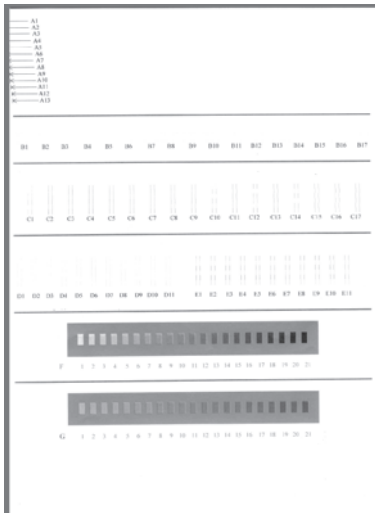 A1
A2
A3
A4
A5
A6
A7
A8
A9
A10
A11
A12
A13
B1 B2 B3 B4 B5 B6 B7 B8 B9 B10 B11 B12 B13 B14 B15 B16 B17
C1 C2 C3 C4 C5 C6 C7 C8 C9 C10 C11 C12 C13 C14 C15 C16 C17
D1 D2 D3 D4 D5 D6 D7 D8 D9 D10 D11 E1 E2 E3 E4 E5 E6 E7 E8 E9 E10 E11
F 1 2 3 4 5 6 7 8 9 10 11 12 13 14 15 16 17 18 19 20 21
G 1 2 3 4 5 6 7 8 9 10 11 12 13 14 15 16 17 18 19 20 21